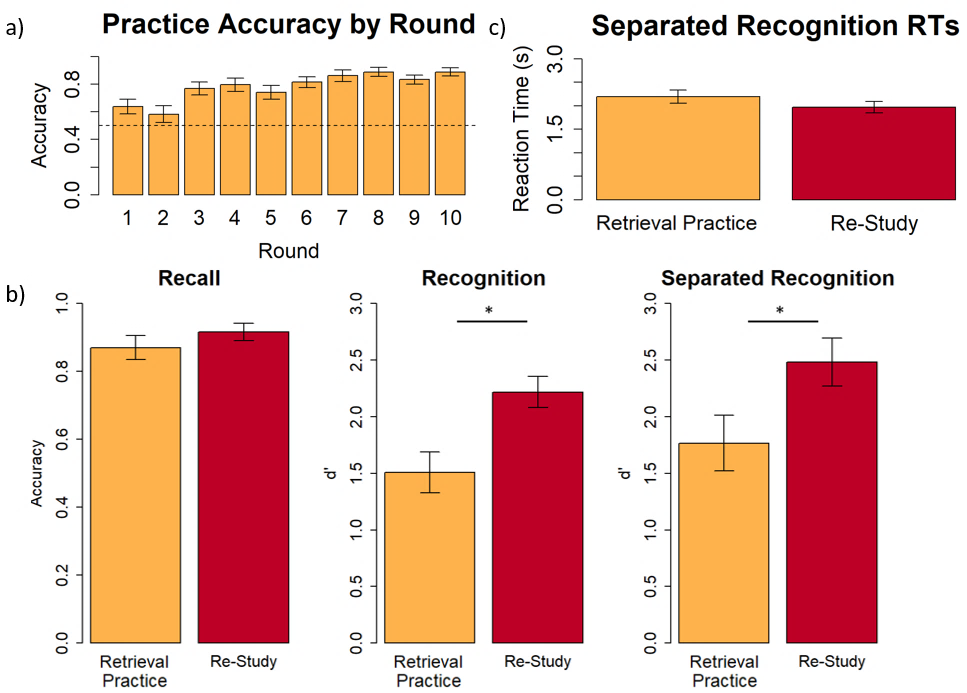 a)
Practice Accuracy by Round
Accuracy
0.0
0.4
0.8
1
2
3
4
5
6
7
8
9
10
Round
c)
Separated Recognition RTs
Reaction Time (s)
0.0
1.5
3.0
Retrieval Practice
Re-Study
b)
Recall
Accuracy
0.0
0.2
0.4
0.6
0.8
1.0
Retrieval
Practice
Re-Study
Recognition
*
d'
0.0
0.5
1.0
1.5
2.0
2.5
3.0
Retrieval
Practice
Re-Study
Separated Recognition
*
d'
0.0
0.5
1.0
1.5
2.0
2.5
3.0
Retrieval
Practice
Re-Study